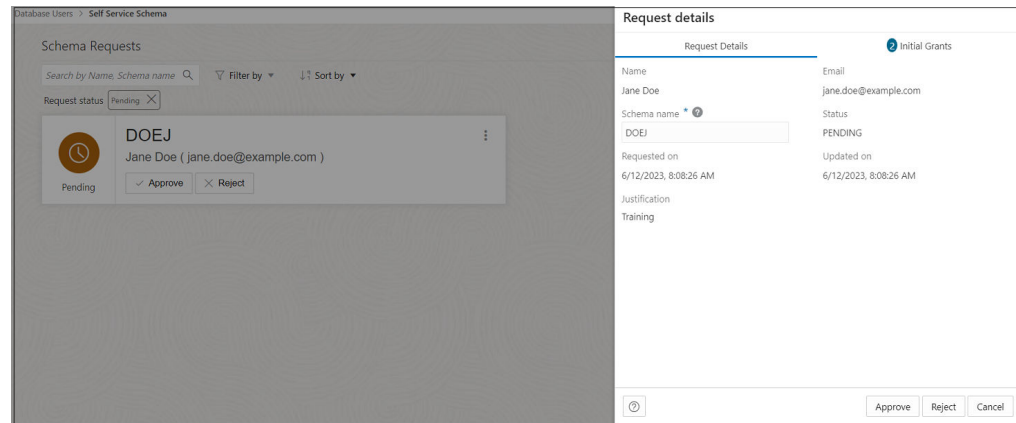 Database Users > Self Service Schema
Schema Requests
Search by Name, Schema name Filter by Sort by
Request status Pending
DOEJ
Jane Doe ( jane.doe@example.com )
Pending Approve Reject
Request details
Request Details 2 Initial Grants
Name Email
Jane Doe jane.doe@example.com
Schema name * ? Status
DOEJ PENDING
Requested on Updated on
6/12/2023, 8:08:26 AM 6/12/2023, 8:08:26 AM
Justification
Training
? Approve Reject Cancel